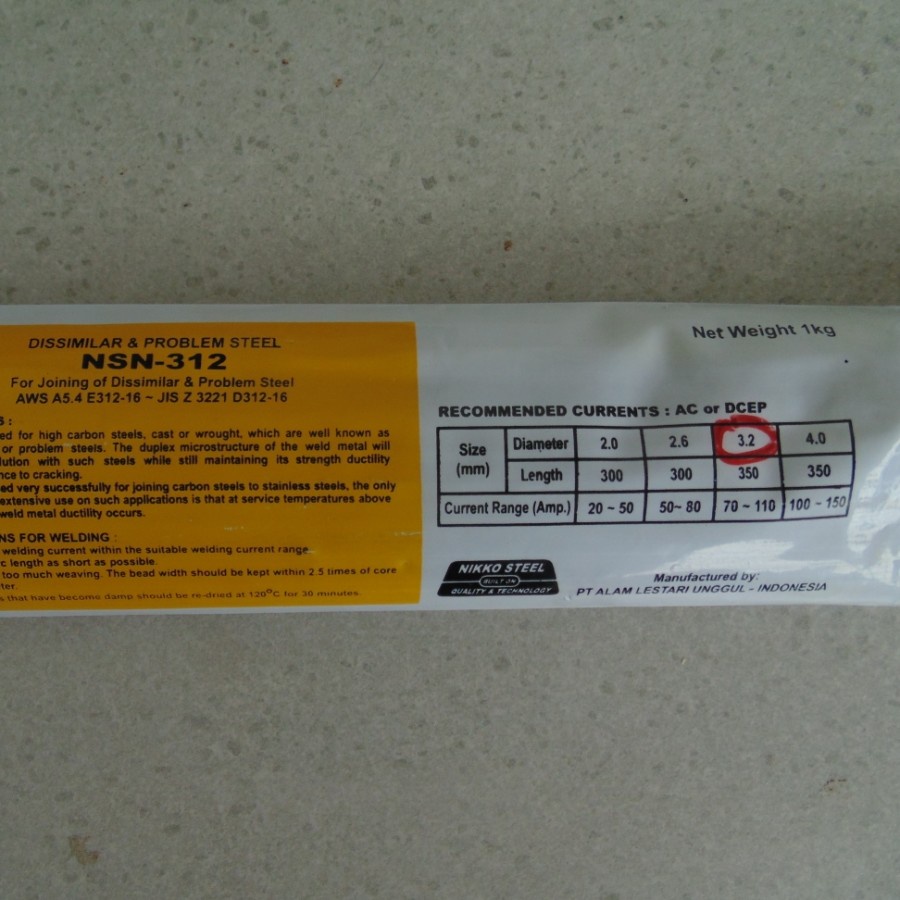 DISSIMILAR & PROBLEM STEEL
NSN-312
For Joining of Dissimilar & Problem Steel
AWS A5.4 E312-16 ~ JIS Z 3221 D312-16
S :
ed for high carbon steels, cast or wrought, which are well known as
or problem steels. The duplex microstructure of the weld metal will
lution with such steels while still maintaining its strength ductility
nce to cracking.
ed very successfully for joining carbon steels to stainless steels, the only
extensive use on such applications is that at service temperatures above
weld metal ductility occurs.
NS FOR WELDING :
welding current within the suitable welding current range
c length as short as possible.
too much weaving. The bead width should be kept within 2.5 times of core
ter.
s that have become damp should be re-dried at 120°C for 30 minutes.
Net Weight 1kg
RECOMMENDED CURRENTS : AC or DCEP
Size (mm) Diameter 2.0 2.6 3.2 4.0
Length 300 300 350 350
Current Range (Amp.) 20 ~ 50 50~ 80 70 ~ 110 100 ~ 150
NIKKO STEEL
BUILT ON
QUALITY & TECHNOLOGY
Manufactured by:
PT ALAM LESTARI UNGGUL - INDONESIA